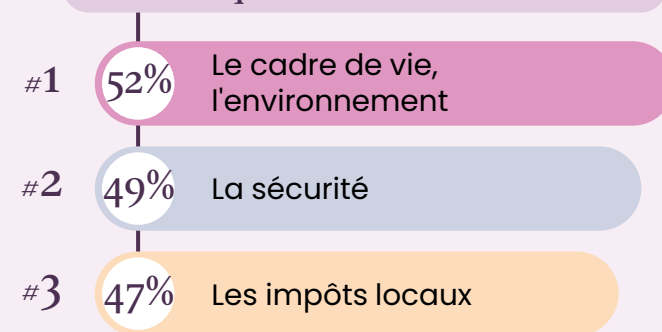 #1 52% Le cadre de vie,
l'environnement
#2 49% La sécurité
#3 47% Les impôts locaux